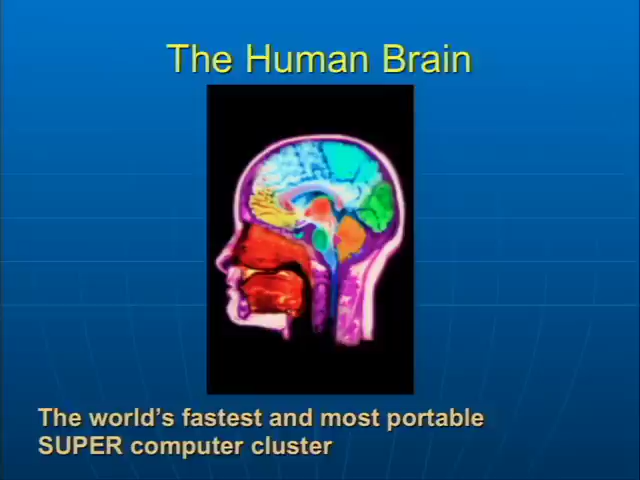 The Human Brain
The world's fastest and most portable
SUPER computer cluster